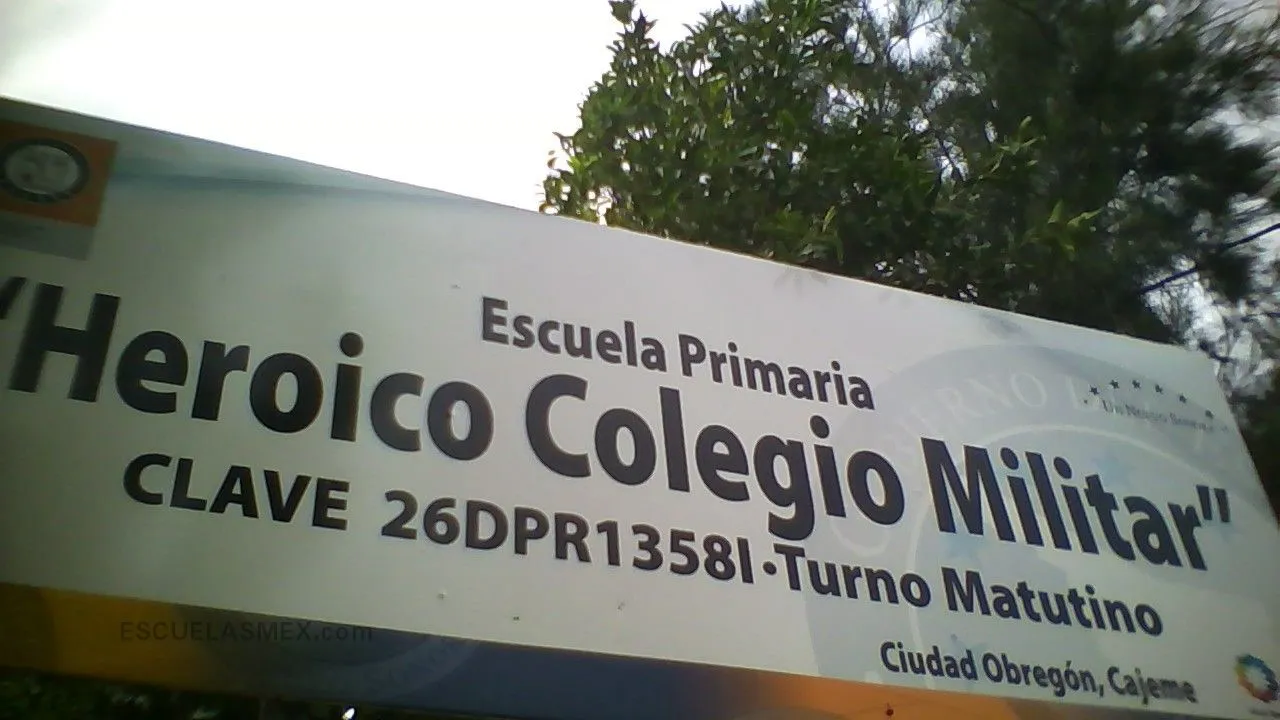 Escuela Primaria
"Heroico Colegio Militar"
CLAVE 26DPR1358I•Turno Matutino
Ciudad Obregón, Cajeme
ESCUELASMEX.com